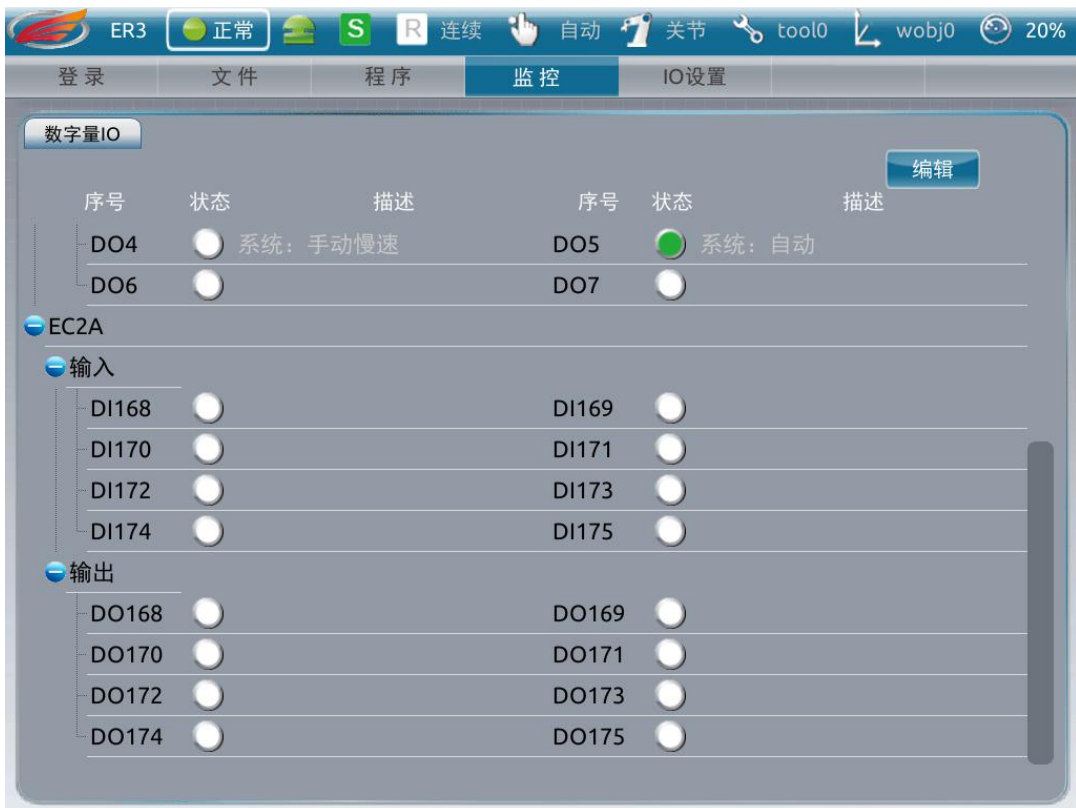 ER3 正常 S R 连续 自动 关节 tool0 wobj0 20%
登录 文件 程序 监控 IO设置
数字量IO
编辑
序号 状态 描述 序号 状态 描述
DO4 系统：手动慢速 DO5 系统：自动
DO6 DO7
EC2A
输入
DI168 DI169
DI170 DI171
DI172 DI173
DI174 DI175
输出
DO168 DO169
DO170 DO171
DO172 DO173
DO174 DO175